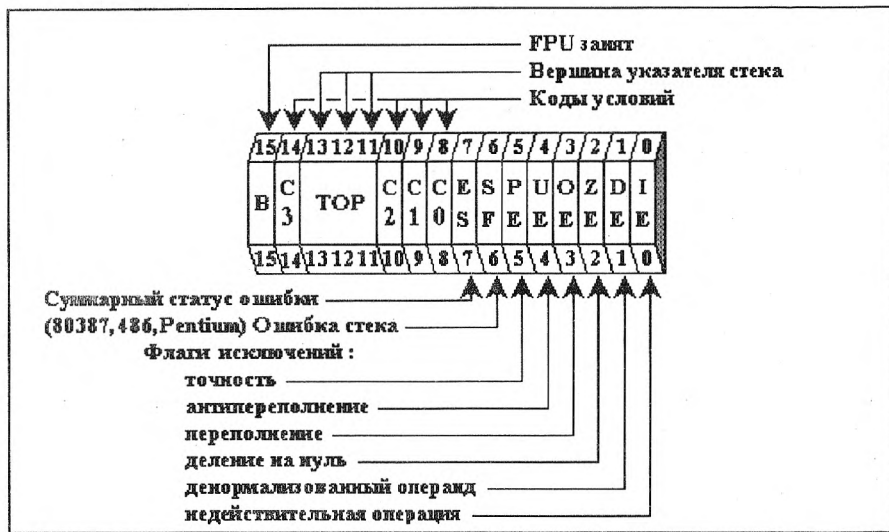 FPU занят
Вершина указателя стека
Коды условий
15 14 13 12 11 10 9 8 7 6 5 4 3 2 1 0
B C3 TOP C2 C1 C0 ES SF PE UE OE ZE DE IE
15 14 13 12 11 10 9 8 7 6 5 4 3 2 1 0
Суммарный статус ошибки
(80387,486,Pentium) Ошибка стека
Флаги исключений :
точность
антипереполнение
переполнение
деление на нуль
денормализованный операнд
недействительная операция